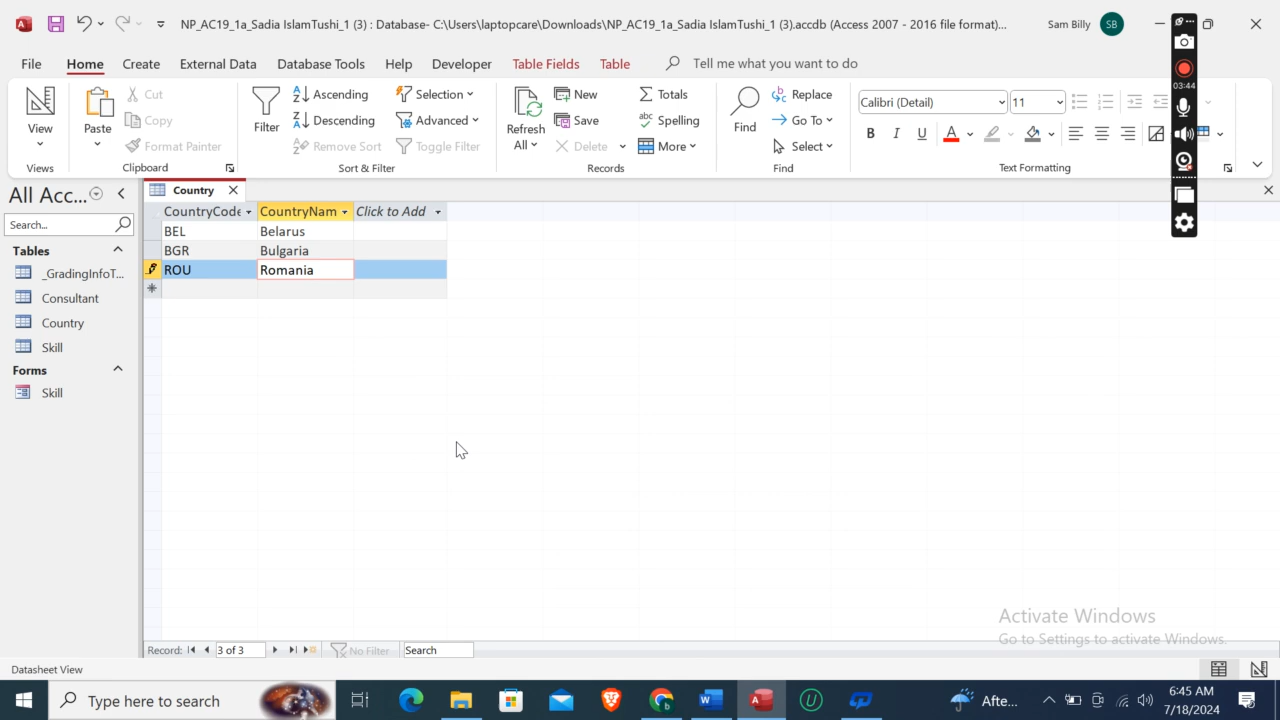 NP_AC19_1a_Sadia IslamTushi_1 (3) : Database- C:\Users\laptopcare\Downloads\NP_AC19_1a_Sadia IslamTushi_1 (3).accdb (Access 2007 - 2016 file format)...
Sam Billy
SB
File
Home
Create
External Data
Database Tools
Help
Developer
Table Fields
Table
Tell me what you want to do
03:44
View
Views
Paste
Cut
Copy
Format Painter
Clipboard
Filter
Ascending
Descending
Remove Sort
Selection
Advanced
Toggle Filter
Sort & Filter
Refresh All
New
Save
Delete
Totals
Spelling
More
Records
Find
Replace
Go To
Select
Find
Calibri (Detail)
11
B I U A
Text Formatting
All Acc...
Search...
Tables
_GradingInfoT...
Consultant
Country
Skill
Forms
Skill
Country
CountryCode CountryNam Click to Add
BEL Belarus
BGR Bulgaria
ROU Romania
Activate Windows
Go to Settings to activate Windows.
Record: 3 of 3 No Filter Search
Datasheet View
Type here to search
Afte...
6:45 AM
7/18/2024